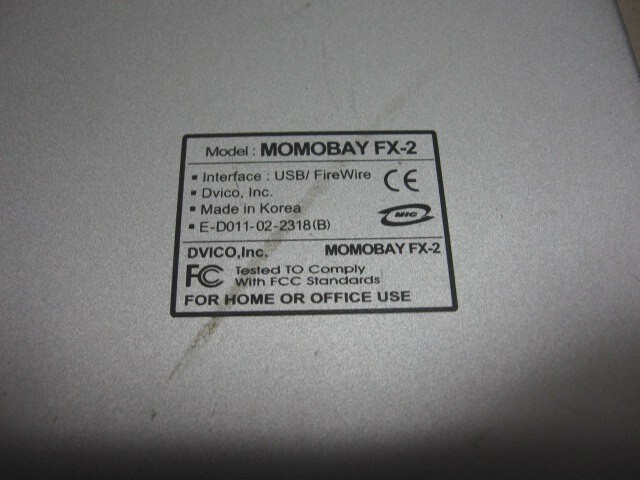 Model : MOMOBAY FX-2
▪ Interface : USB/ FireWire
CE
▪ Dvico, Inc.
▪ Made in Korea
MIC
▪ E-D011-02-2318(B)
DVICO,Inc. MOMOBAY FX-2
FC Tested TO Comply
With FCC Standards
FOR HOME OR OFFICE USE